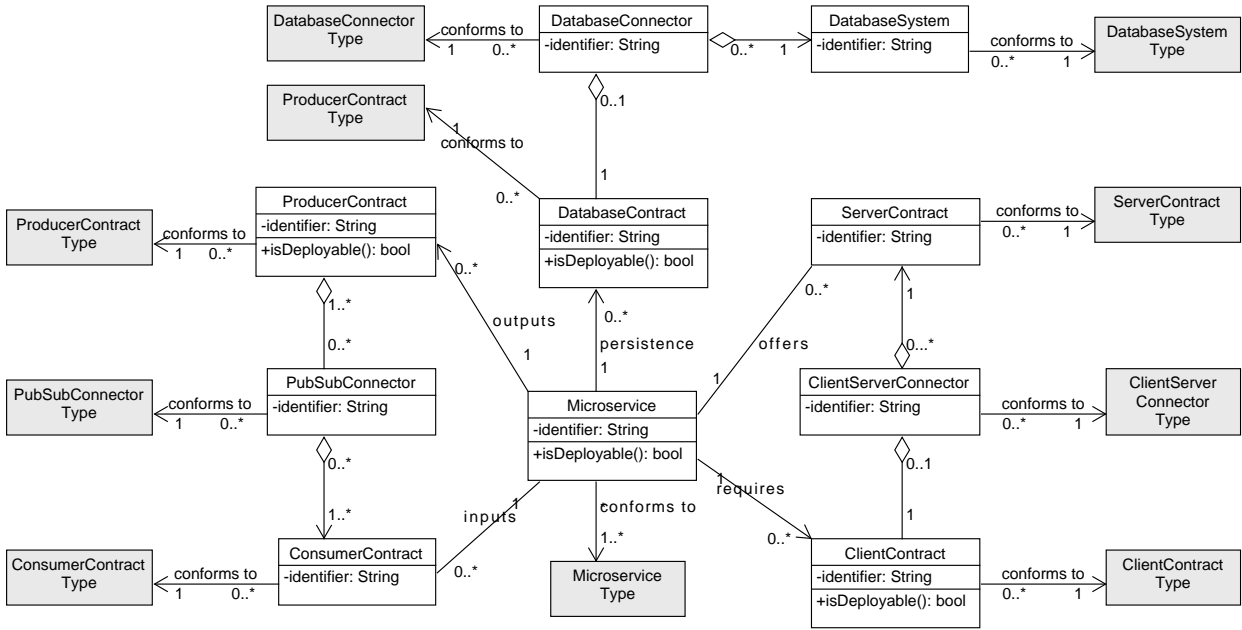 DatabaseConnector
Type
conforms to
1
0..*
DatabaseConnector
-identifier: String
0..*
1
DatabaseSystem
-identifier: String
conforms to
0..*
1
DatabaseSystem
Type
ProducerContract
Type
1
conforms to
0..*
0..1
1
ProducerContract
Type
conforms to
1
0..*
ProducerContract
-identifier: String
+isDeployable(): bool
DatabaseContract
-identifier: String
+isDeployable(): bool
ServerContract
-identifier: String
conforms to
0..*
1
ServerContract
Type
0..*
outputs
1
0..*
persistence
1
0..*
offers
1
1..*
0..*
1
0...*
PubSubConnector
Type
conforms to
1
0..*
PubSubConnector
-identifier: String
Microservice
-identifier: String
+isDeployable(): bool
ClientServerConnector
-identifier: String
conforms to
0..*
1
ClientServer
Connector
Type
0..*
1..*
1
inputs
0..*
*
conforms to
1..*
1
requires
0..*
0..1
1
ConsumerContract
Type
conforms to
1
0..*
ConsumerContract
-identifier: String
Microservice
Type
ClientContract
-identifier: String
+isDeployable(): bool
conforms to
0..*
1
ClientContract
Type